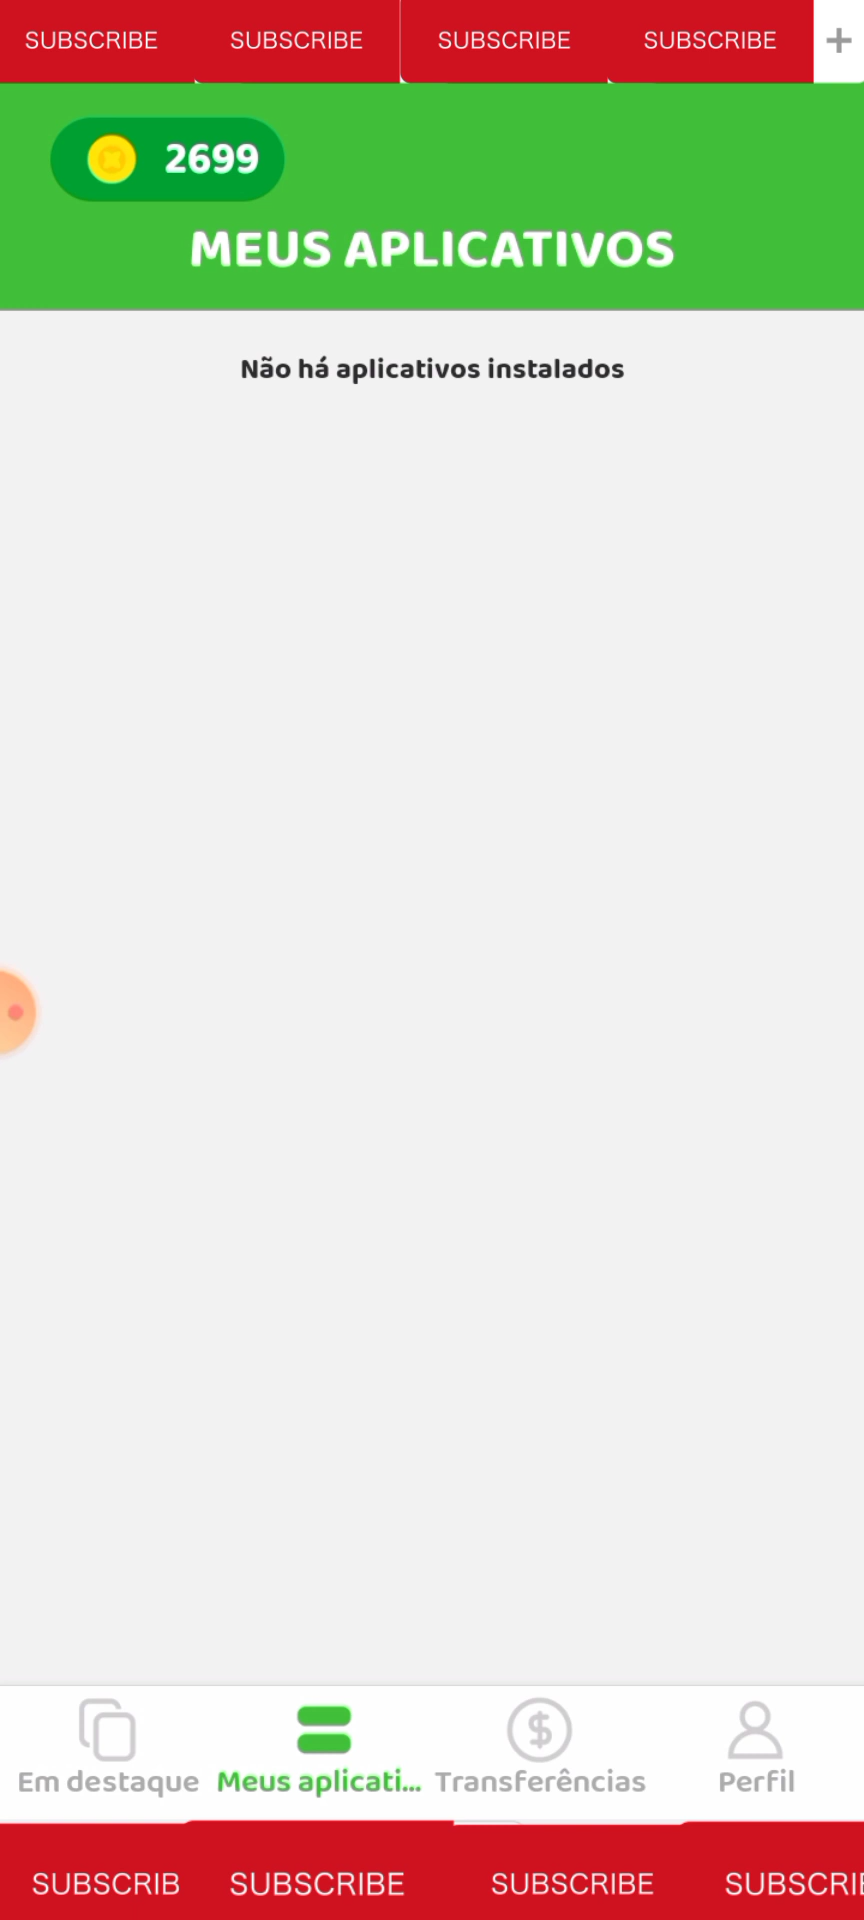 SUBSCRIBE SUBSCRIBE SUBSCRIBE SUBSCRIBE +
2699
MEUS APLICATIVOS
Não há aplicativos instalados
Em destaque Meus aplicati... Transferências Perfil
SUBSCRIB SUBSCRIBE SUBSCRIBE SUBSCRIBE